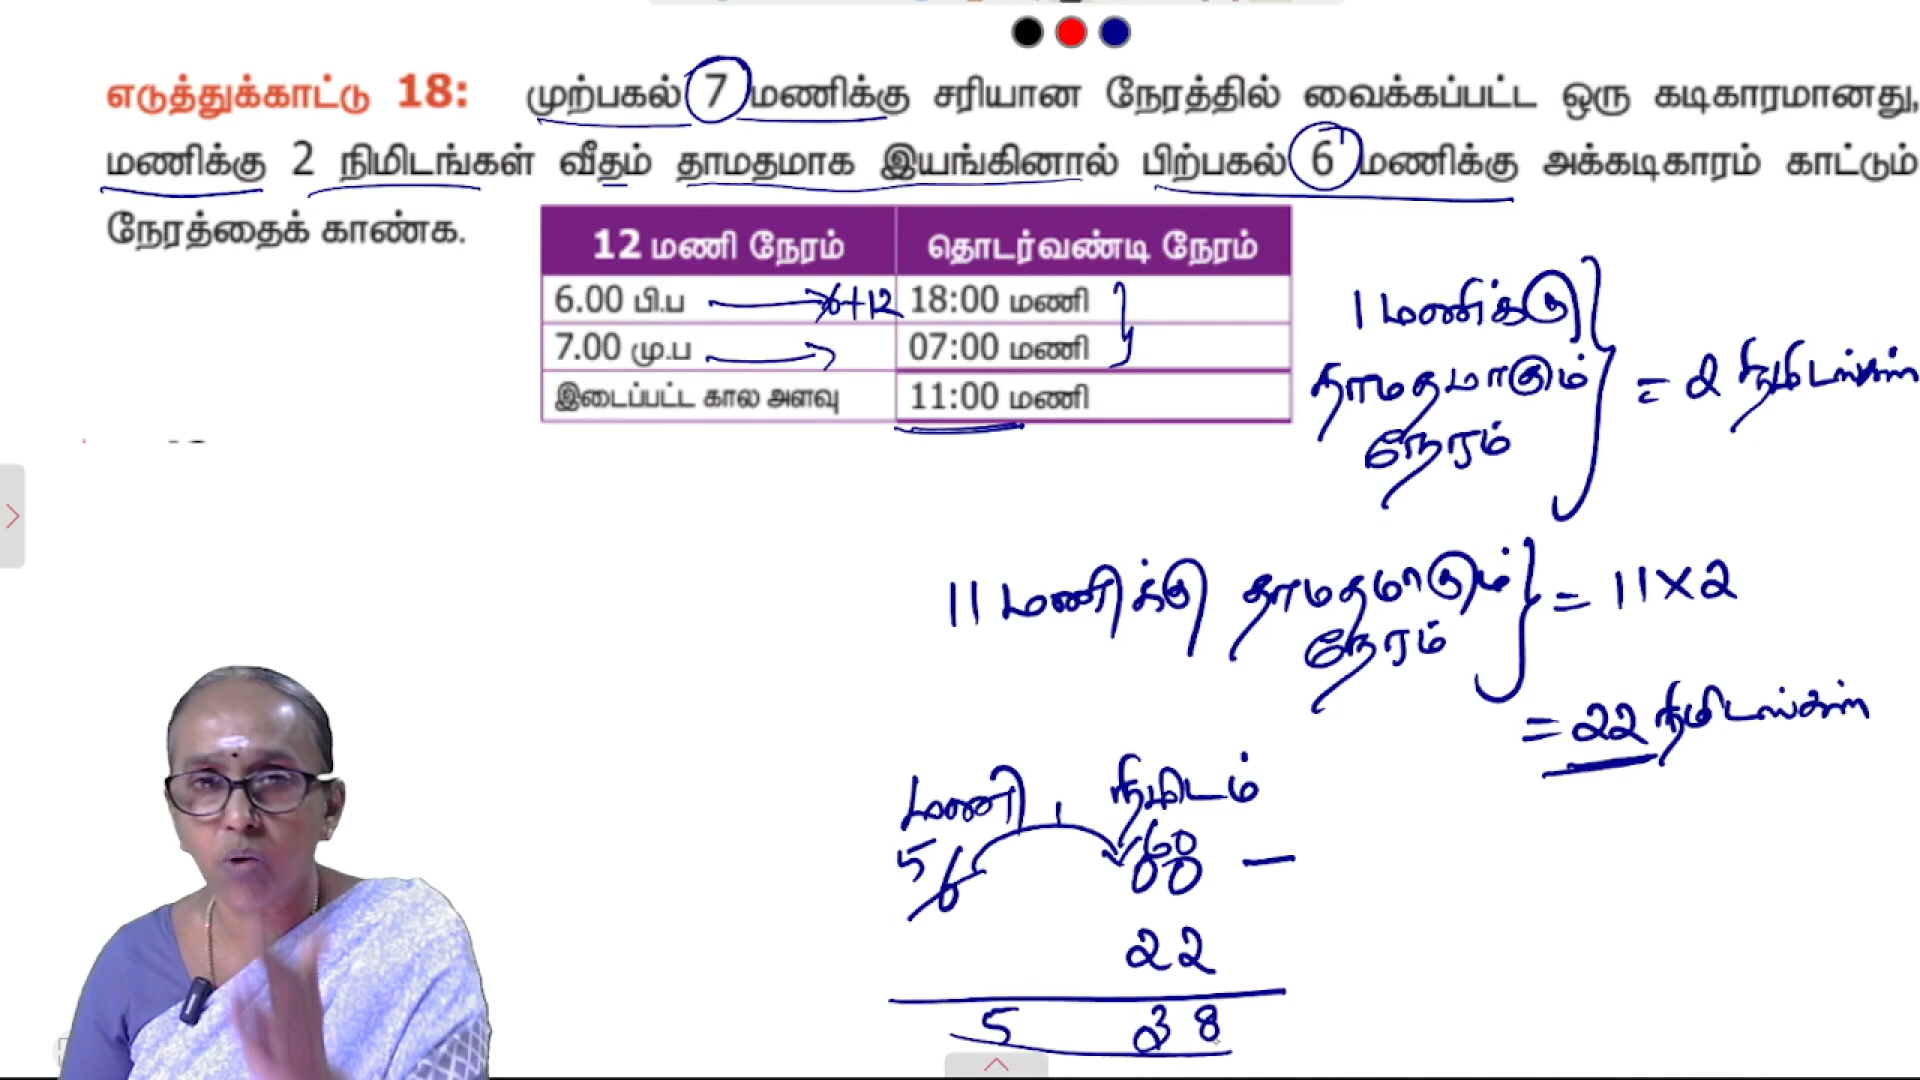 எடுத்துக்காட்டு 18: முற்பகல் 7 மணிக்கு சரியான நேரத்தில் வைக்கப்பட்ட ஒரு கடிகாரமானது,
மணிக்கு 2 நிமிடங்கள் வீதம் தாமதமாக இயங்கினால் பிற்பகல் 6 மணிக்கு அக்கடிகாரம் காட்டும்
நேரத்தைக் காண்க.
12 மணி நேரம் தொடர்வண்டி நேரம்
6.00 பி.ப 6+12 18:00 மணி
7.00 மு.ப 07:00 மணி
இடைப்பட்ட கால அளவு 11:00 மணி
1 மணிக்கு
தாமதமாகும் = 2 நிமிடங்கள்
நேரம்
11 மணிக்கு தாமதமாகும் = 11×2
நேரம்
= 22 நிமிடங்கள்
மணி நிமிடம்
5 60
6 00 –
22
5 38